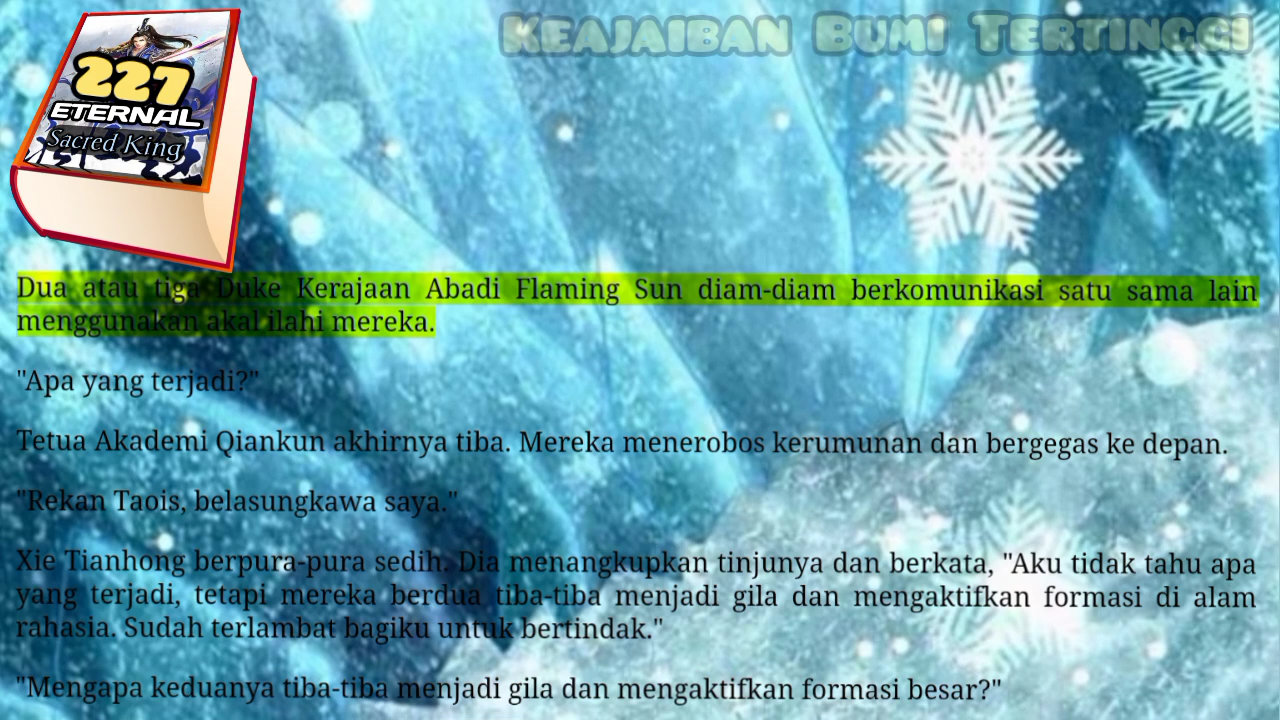 Keajaiban Bumi Tertinggi
227
ETERNAL
Sacred King
Dua atau tiga Duke Kerajaan Abadi Flaming Sun diam-diam berkomunikasi satu sama lain
menggunakan akal ilahi mereka.
"Apa yang terjadi?"
Tetua Akademi Qiankun akhirnya tiba. Mereka menerobos kerumunan dan bergegas ke depan.
"Rekan Taois, belasungkawa saya."
Xie Tianhong berpura-pura sedih. Dia menangkupkan tinjunya dan berkata, "Aku tidak tahu apa
yang terjadi, tetapi mereka berdua tiba-tiba menjadi gila dan mengaktifkan formasi di alam
rahasia. Sudah terlambat bagiku untuk bertindak."
"Mengapa keduanya tiba-tiba menjadi gila dan mengaktifkan formasi besar?"